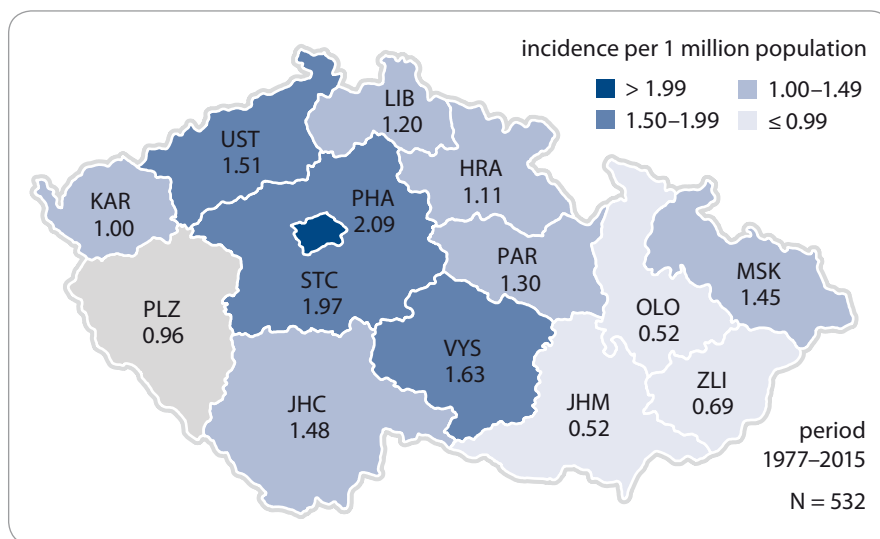 incidence per 1 million population
> 1.99
1.00–1.49
1.50–1.99
≤ 0.99
LIB
1.20
UST
1.51
HRA
1.11
KAR
1.00
PHA
2.09
PAR
1.30
MSK
1.45
STC
1.97
OLO
0.52
PLZ
0.96
VYS
1.63
ZLI
0.69
JHC
1.48
JHM
0.52
period
1977–2015
N = 532